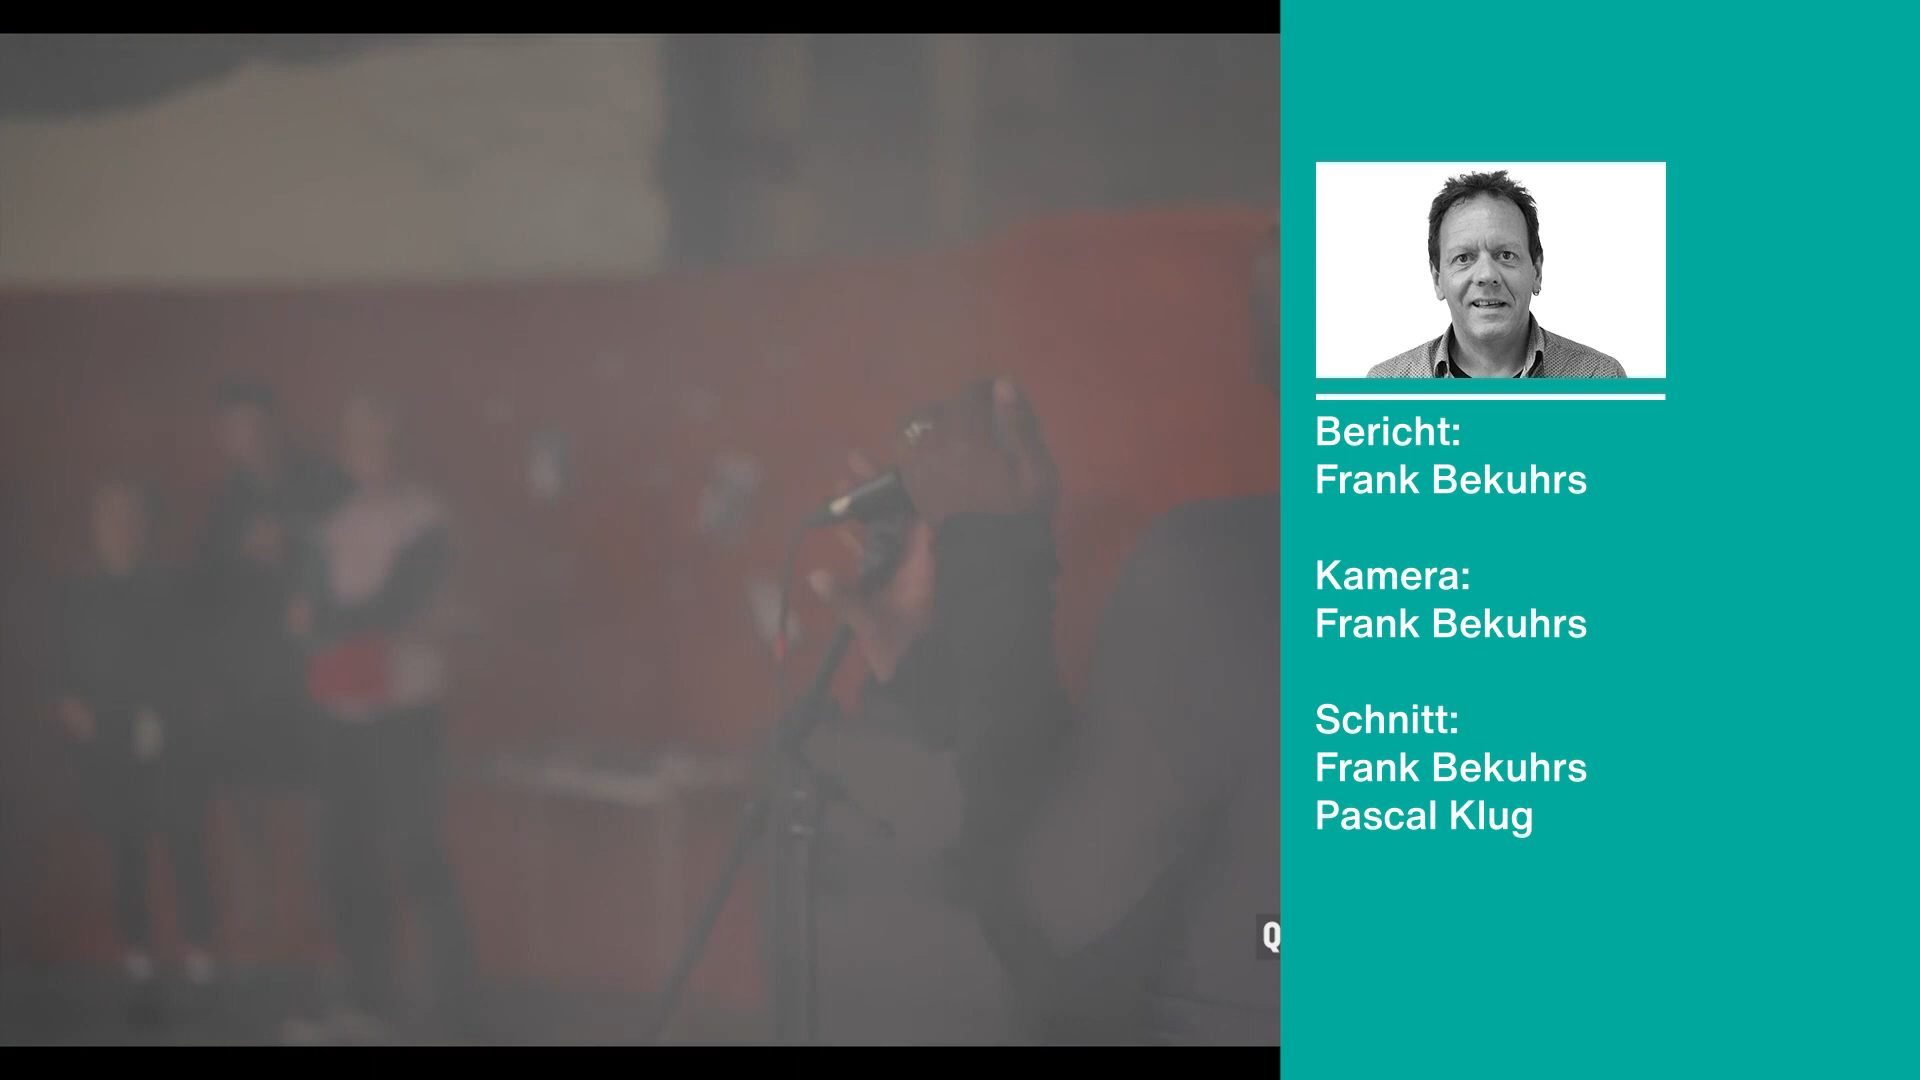 Bericht:
Frank Bekuhrs
Kamera:
Frank Bekuhrs
Schnitt:
Frank Bekuhrs
Pascal Klug
Q